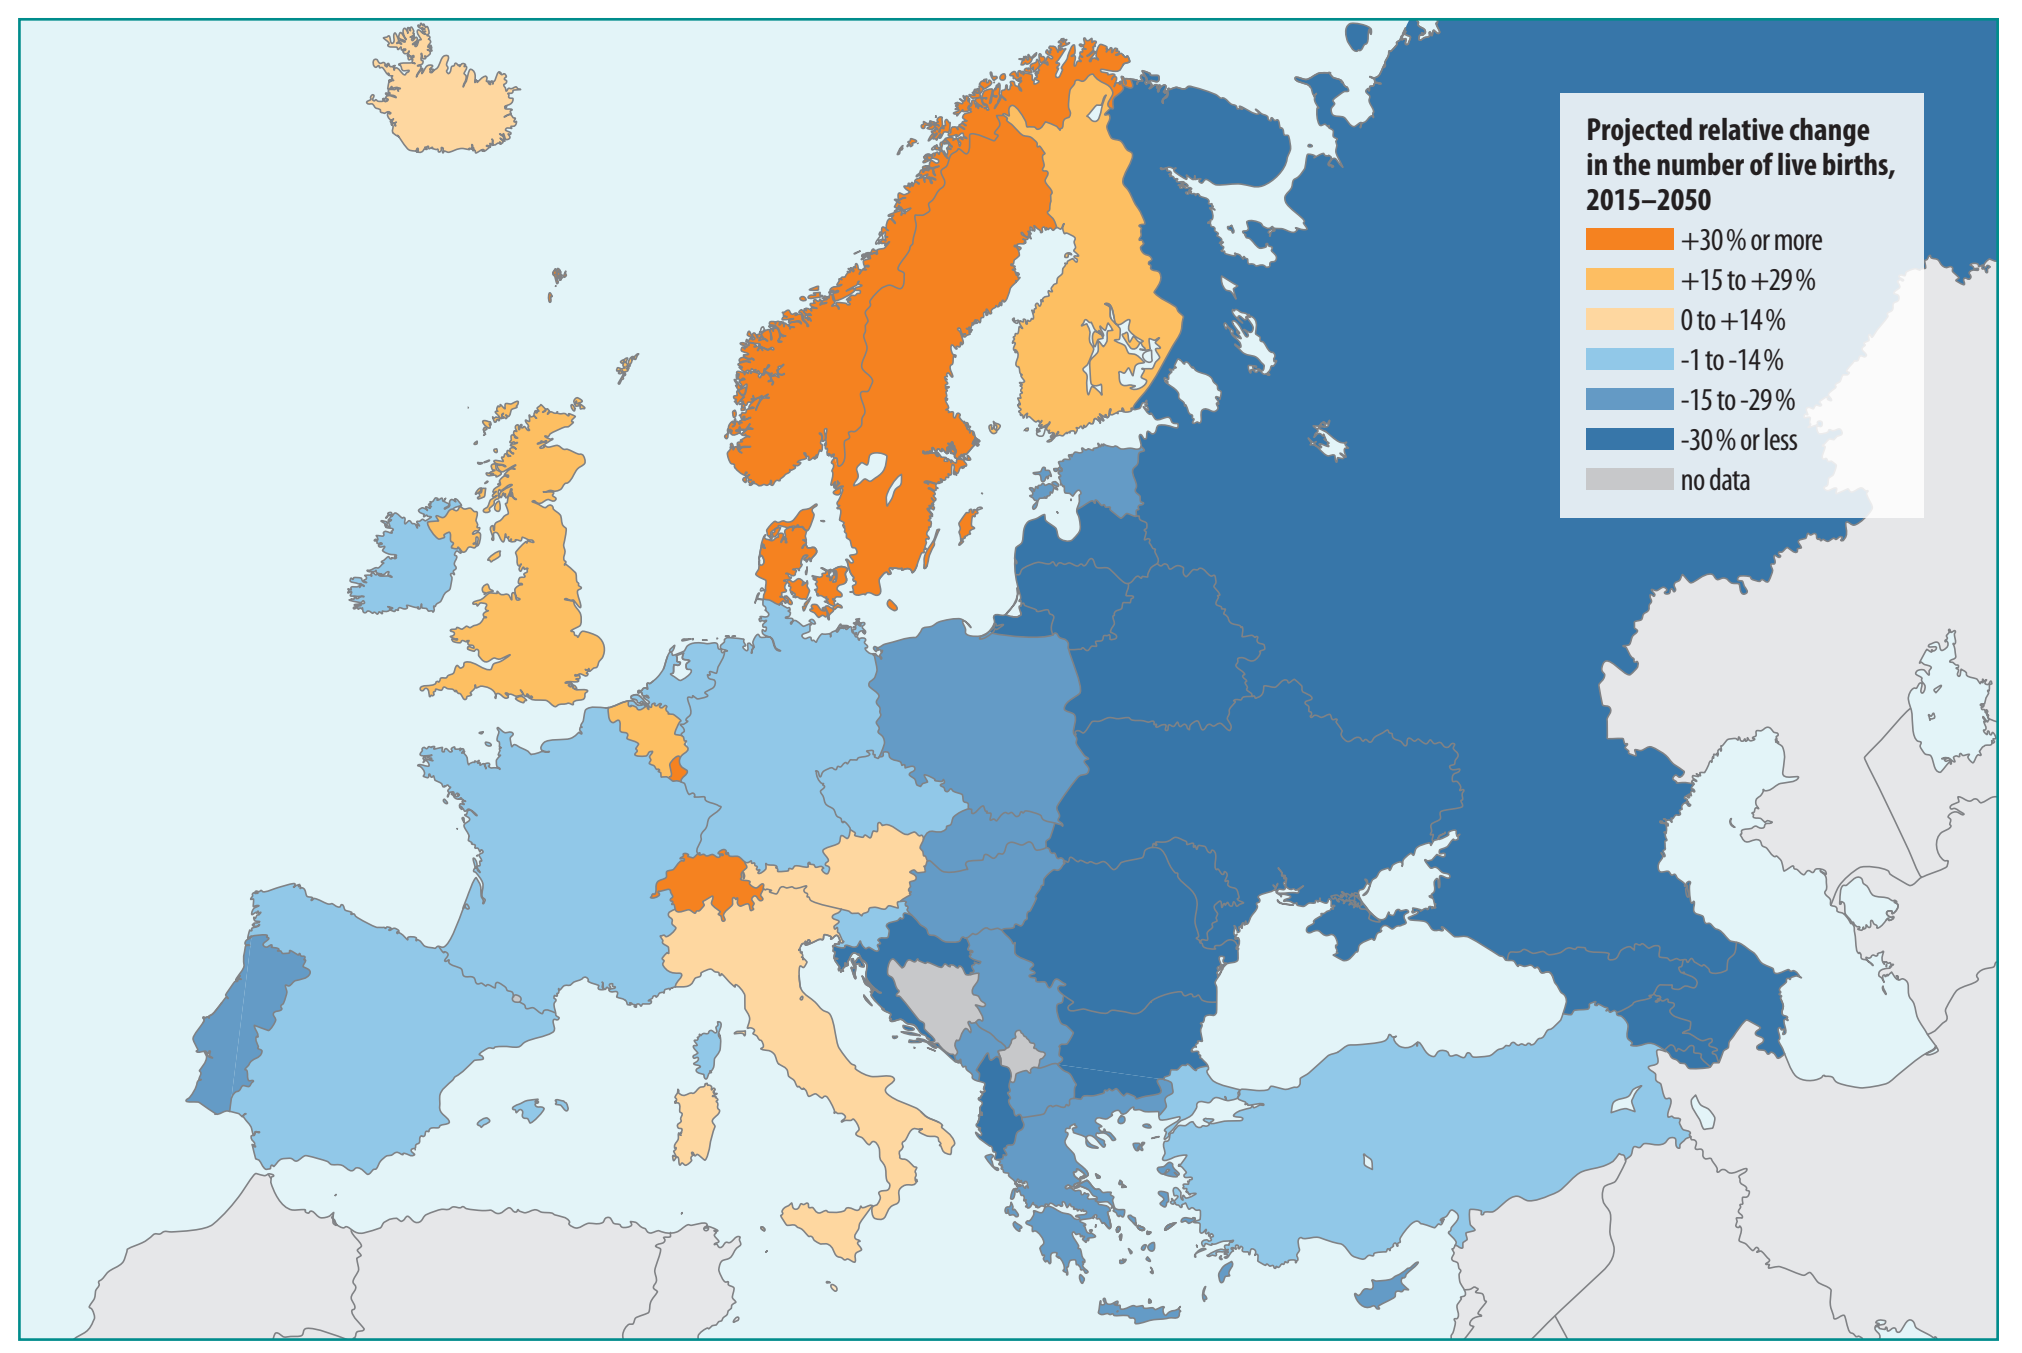 Projected relative change
in the number of live births,
2015–2050
+30 % or more
+15 to +29 %
0 to +14 %
-1 to -14 %
-15 to -29 %
-30 % or less
no data